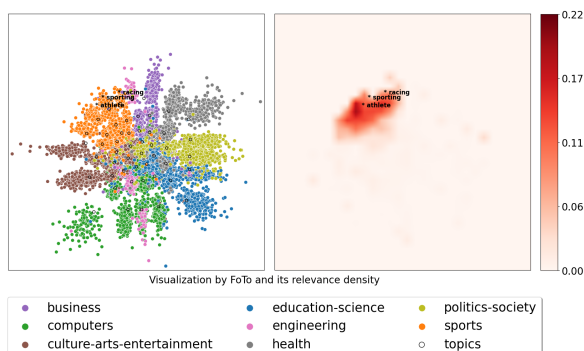 racing
sporting
athlete
racing
sporting
athlete
0.22
0.17
0.11
0.06
0.00
Visualization by FoTo and its relevance density
business
education-science
politics-society
computers
engineering
sports
culture-arts-entertainment
health
topics